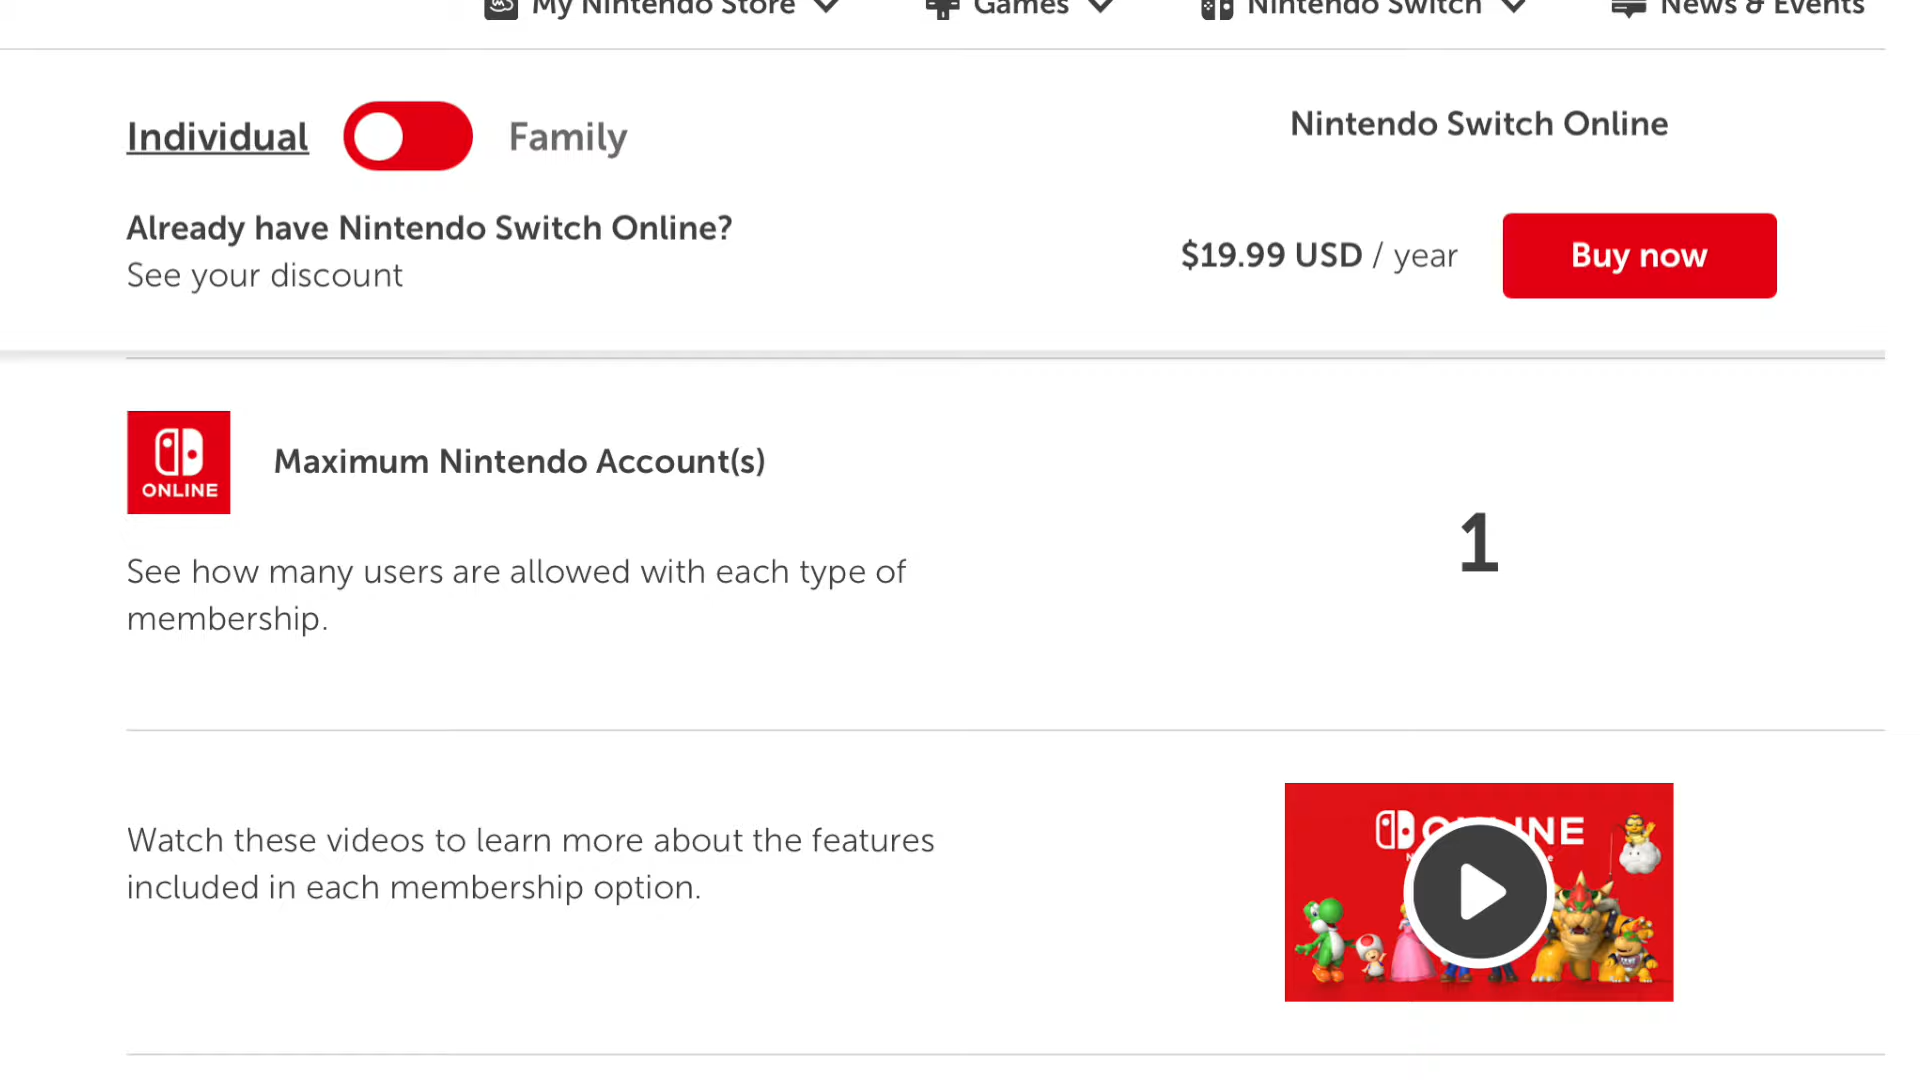 My Nintendo Store
Games
Nintendo Switch
News & Events
Individual
Family
Nintendo Switch Online
Already have Nintendo Switch Online?
See your discount
$19.99 USD / year
Buy now
ONLINE
Maximum Nintendo Account(s)
1
See how many users are allowed with each type of
membership.
Watch these videos to learn more about the features
included in each membership option.